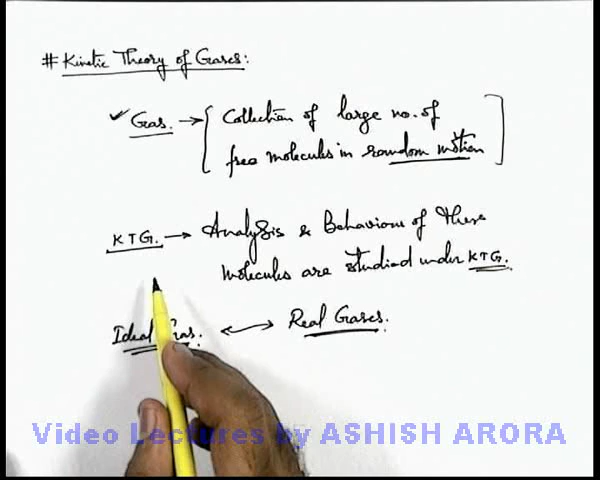 # Kinetic Theory of Gases:
Gas. → Collection of large no. of
free molecules in random motion
KTG. → Analysis & Behaviour of these
molecules are studied under KTG.
Ideal Gas. ↔ Real Gases.
Video Lectures by ASHISH ARORA